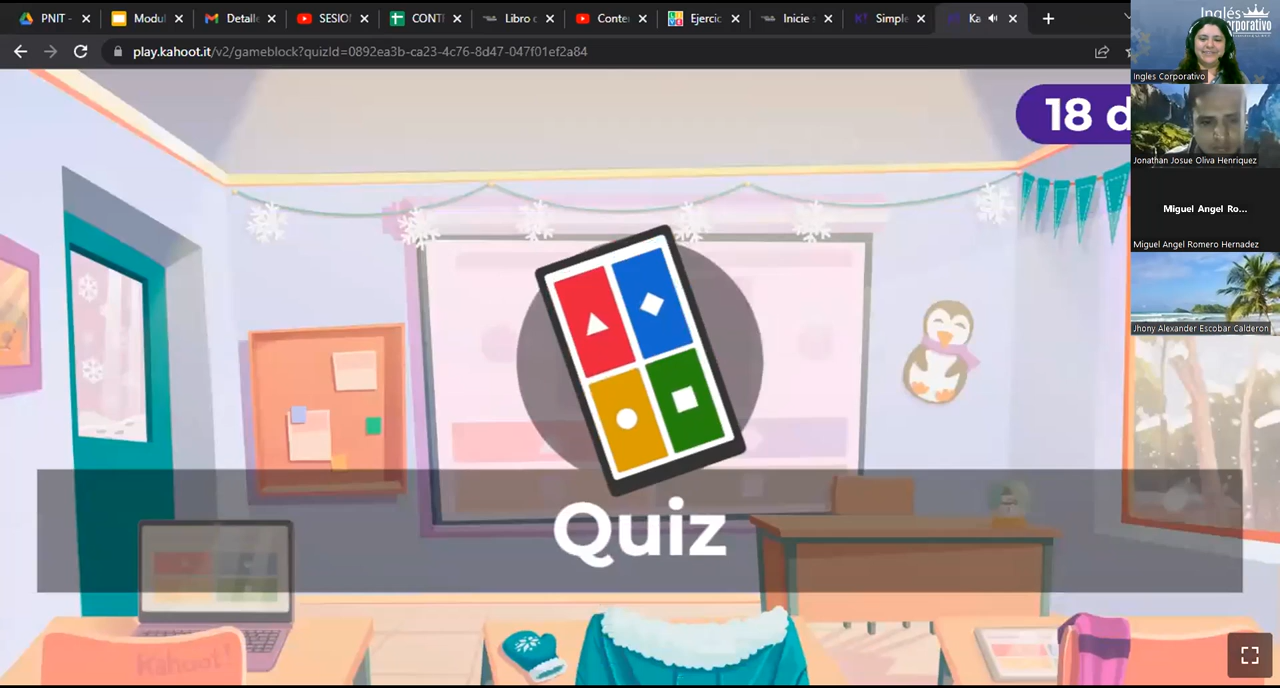 PNIT -
Modul
Detalle
SESIO
CONT
Libro
Conte
Ejercic
Inicie s
Simple
Ka
play.kahoot.it/v2/gameblock?quizId=0892ea3b-ca23-4c76-8d47-047f01ef2a84
Inglés
orporativo
Ingles Corporativo
18 d
Jonathan Josue Oliva Henriquez
Miguel Angel Ro...
Miguel Angel Romero Hernadez
Jhony Alexander Escobar Calderon
Quiz
Kahoot!